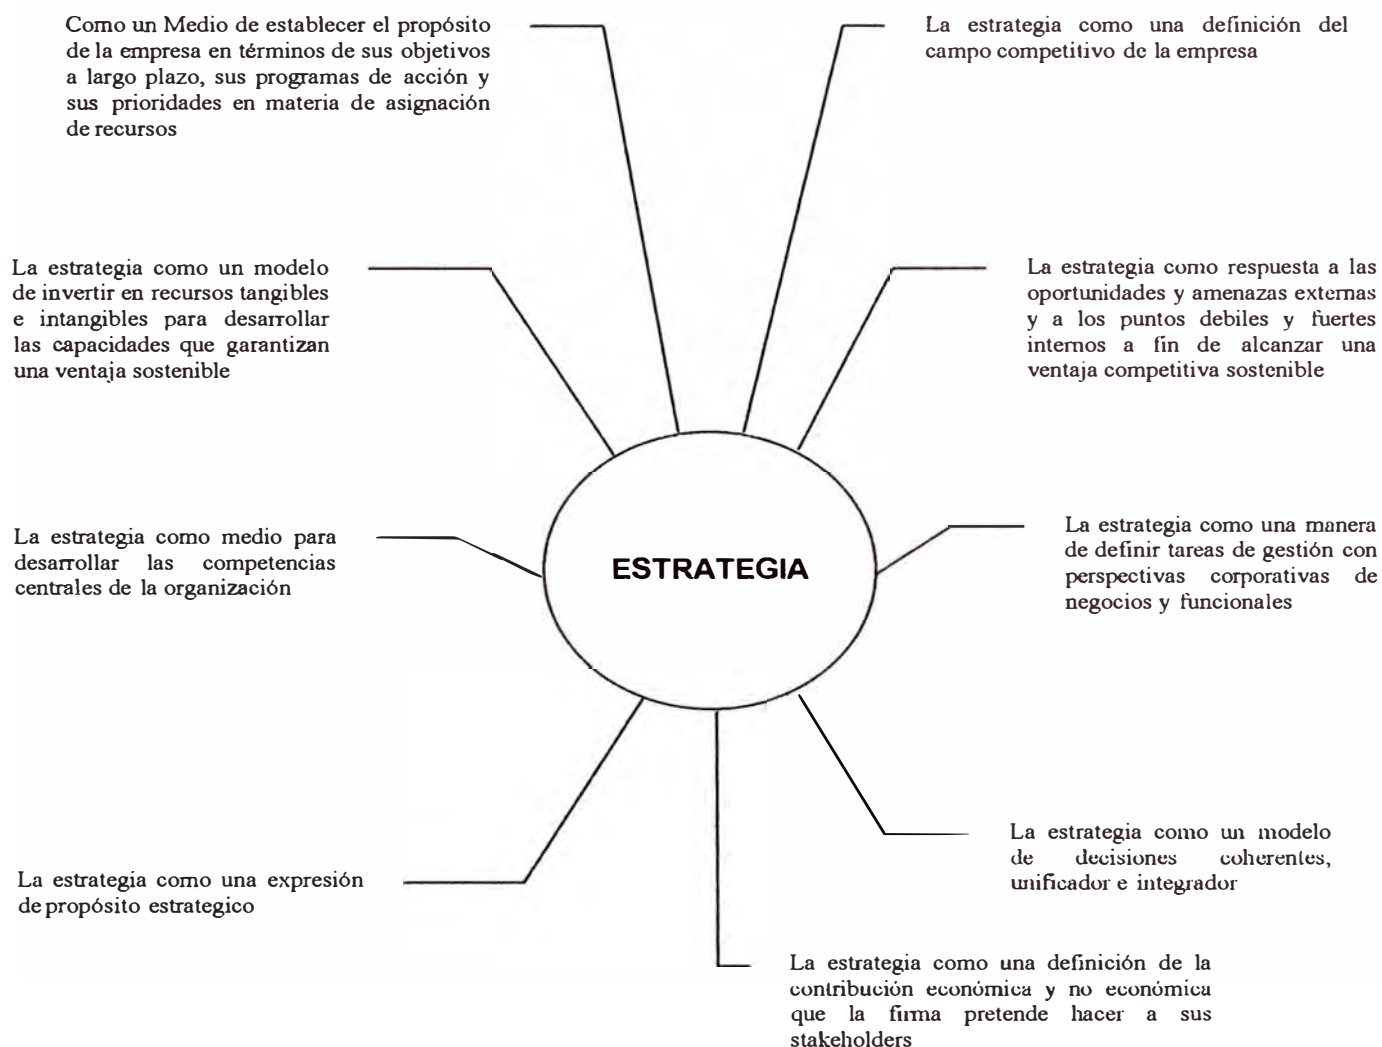 Como un Medio de establecer el propósito
de la empresa en términos de sus objetivos
a largo plazo, sus programas de acción y
sus prioridades en materia de asignación
de recursos
La estrategia como una definición del
campo competitivo de la empresa
La estrategia como un modelo
de invertir en recursos tangibles
e intangibles para desarrollar
las capacidades que garantizan
una ventaja sostenible
La estrategia como respuesta a las
oportunidades y amenazas externas
y a los puntos debiles y fuertes
internos a fin de alcanzar una
ventaja competitiva sostenible
La estrategia como medio para
desarrollar las competencias
centrales de la organización
ESTRATEGIA
La estrategia como una manera
de definir tareas de gestión con
perspectivas corporativas de
negocios y funcionales
La estrategia como una expresión
de propósito estrategico
La estrategia como un modelo
de decisiones coherentes,
unificador e integrador
La estrategia como una definición de la
contribución económica y no económica
que la firma pretende hacer a sus
stakeholders